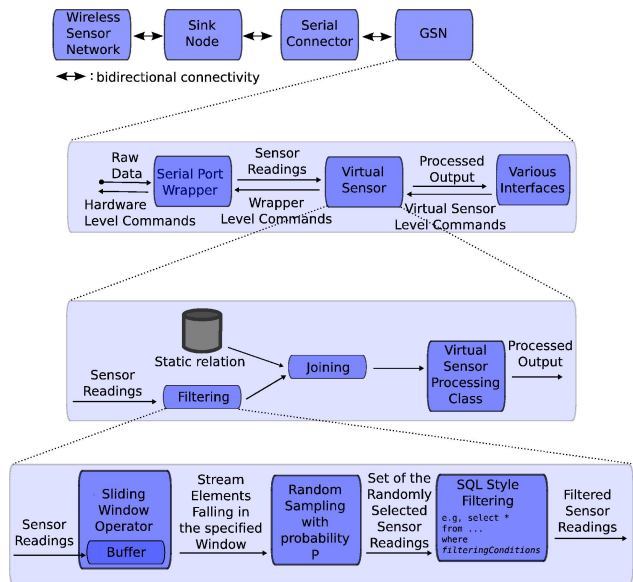 Wireless
Sensor
Network
Sink
Node
Serial
Connector
GSN
: bidirectional connectivity
Raw
Data
Hardware
Level Commands
Serial Port
Wrapper
Sensor
Readings
Wrapper
Level Commands
Virtual
Sensor
Processed
Output
Virtual Sensor
Level Commands
Various
Interfaces
Static relation
Sensor
Readings
Filtering
Joining
Virtual
Sensor
Processing
Class
Processed
Output
Sensor
Readings
Sliding
Window
Operator
Buffer
Stream
Elements
Falling in
the specified
Window
Random
Sampling
with
probability
P
Set of the
Randomly
Selected
Sensor
Readings
SQL Style
Filtering
e.g, select *
from ...
where
filteringConditions
Filtered Sensor
Readings